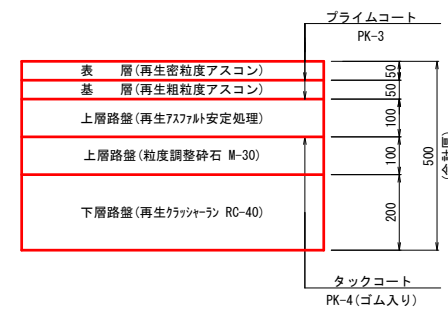 プライムコート
PK-3
表　　層(再生密粒度アスコン)
50
基　　層(再生粗粒度アスコン)
50
上層路盤(再生アスファルト安定処理)
100
上層路盤(粒度調整砕石 M-30)
100
500
(合計厚)
下層路盤(再生クラッシャーラン RC-40)
200
タックコート
PK-4(ゴム入り)